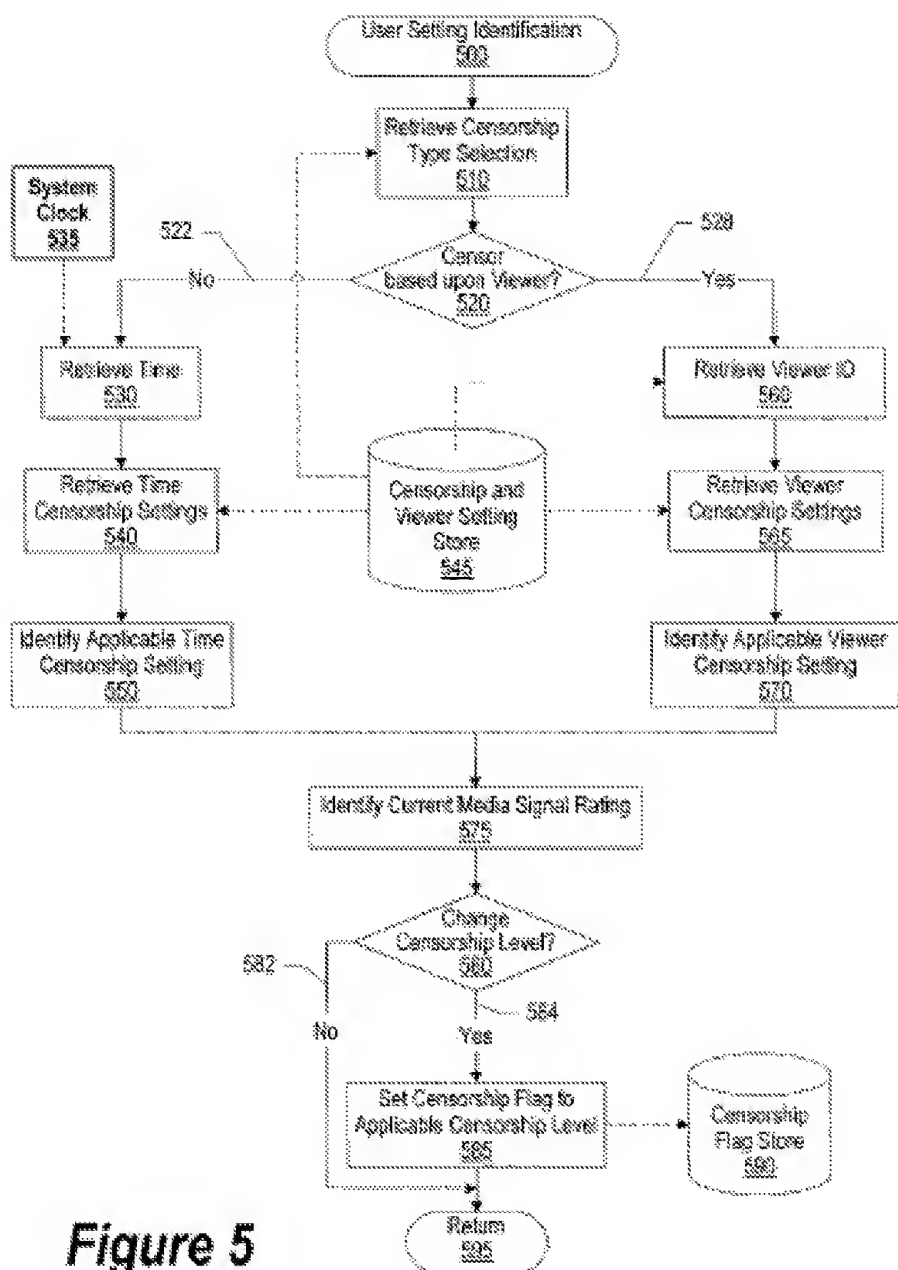 User Setting Identification
500
Retrieve Censorship
Type Selection
510
System
Clock
535
522
528
Censor
based upon Viewer?
520
No
Yes
Retrieve Time
530
Retrieve Viewer ID
560
Retrieve Time
Censorship Settings
540
Censorship and
Viewer Setting
Store
545
Retrieve Viewer
Censorship Settings
565
Identify Applicable Time
Censorship Setting
550
Identify Applicable Viewer
Censorship Setting
570
Identify Current Media Signal Rating
575
Change
Censorship Level?
580
582
584
No
Yes
Set Censorship Flag to
Applicable Censorship Level
585
Censorship
Flag Store
590
Return
595
Figure 5